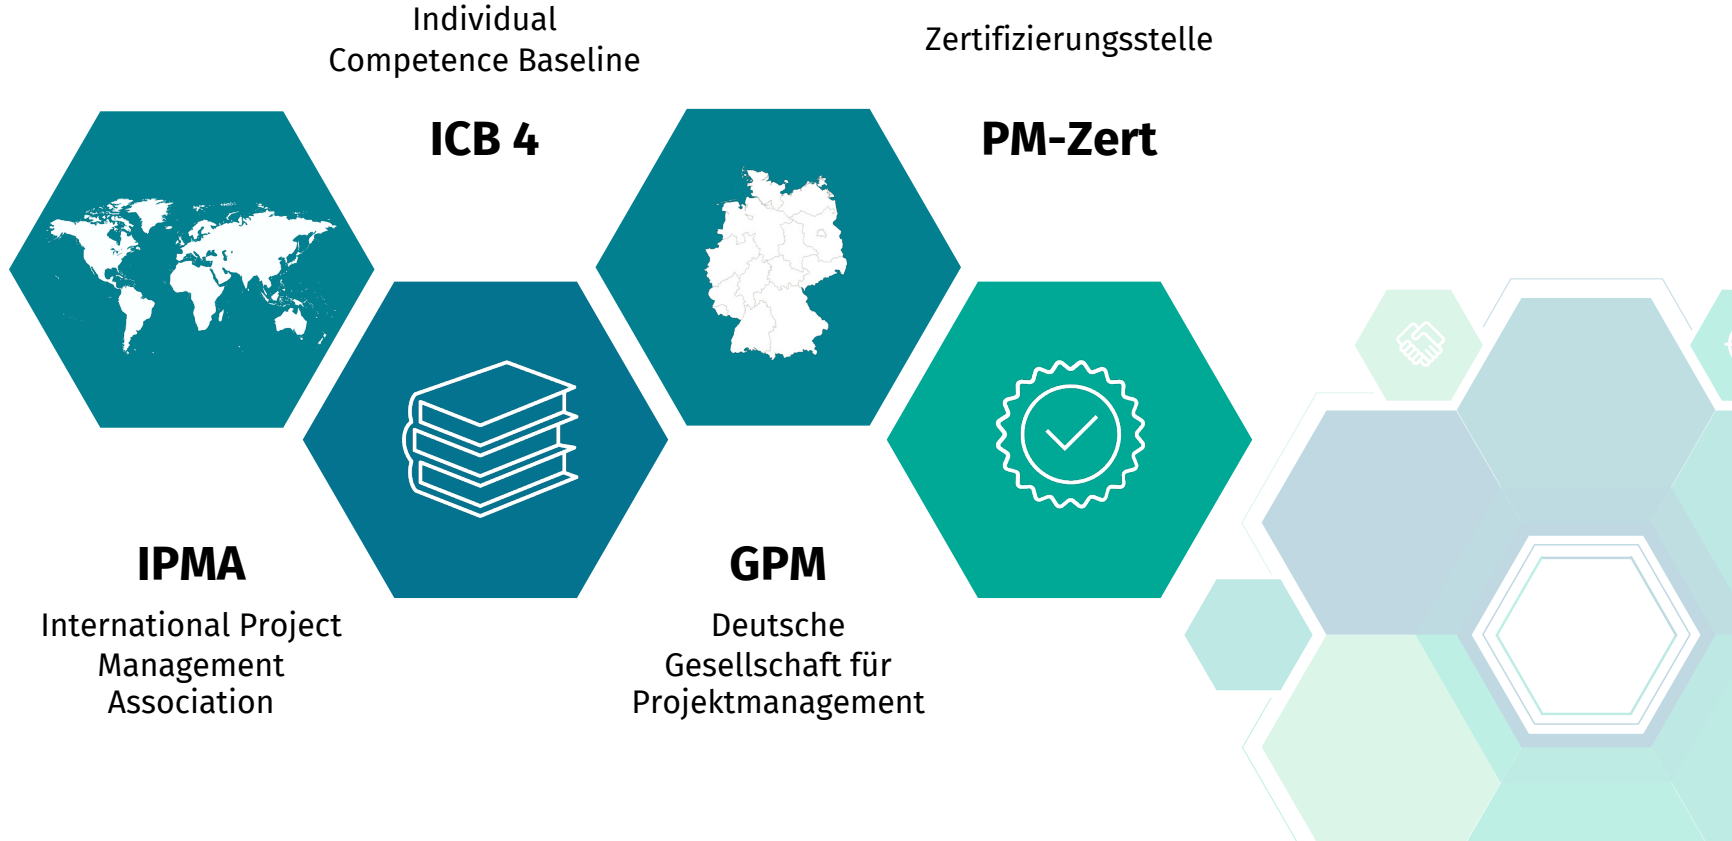 Individual
Competence Baseline
ICB 4
Zertifizierungsstelle
PM-Zert
IPMA
International Project
Management
Association
GPM
Deutsche
Gesellschaft für
Projektmanagement